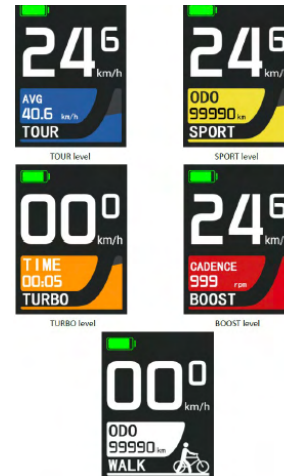 24 6
km/h
AVG
40.6 km/h
TOUR
TOUR level
24 6
km/h
ODO
99990 km
SPORT
SPORT level
00 0
km/h
TIME
00:05
TURBO
TURBO level
24 6
km/h
CADENCE
999 rpm
BOOST
BOOST level
00 0
km/h
ODO
99990 km
WALK